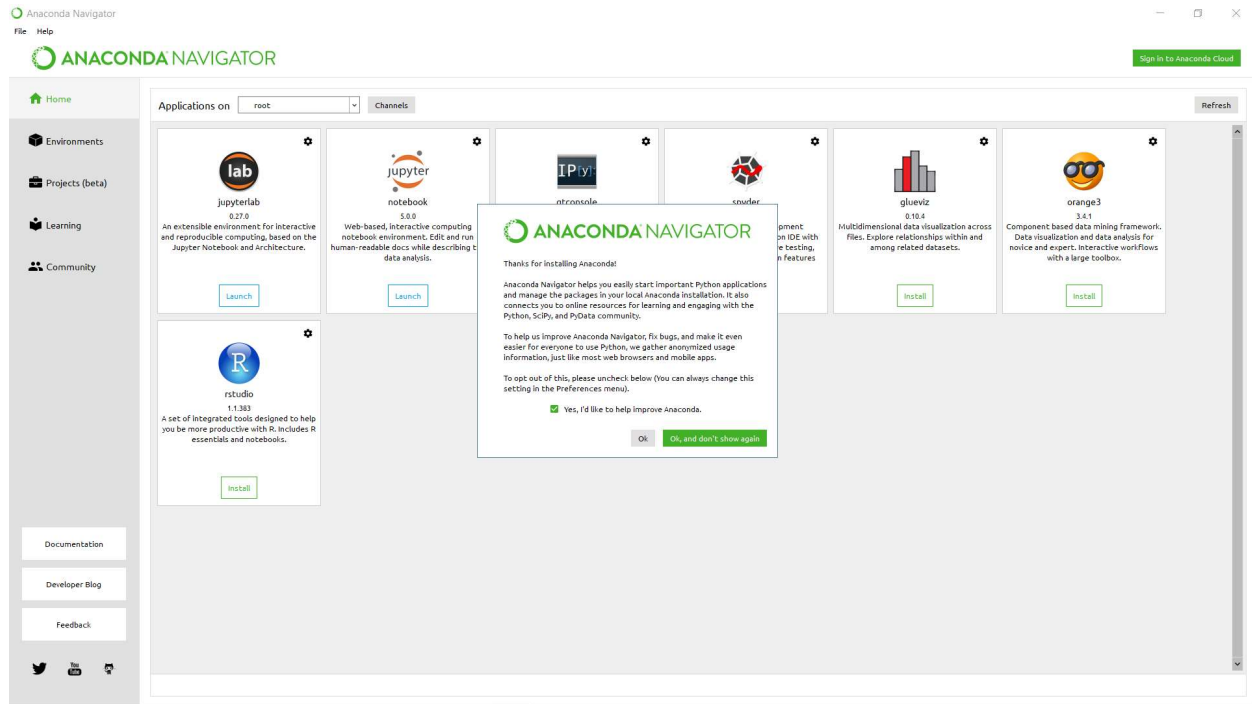 Anaconda Navigator
File Help
ANACONDA NAVIGATOR
Sign in to Anaconda Cloud
Home
Environments
Projects (beta)
Learning
Community
Documentation
Developer Blog
Feedback
You
Tube
Applications on root Channels Refresh
lab
jupyterlab
0.27.0
An extensible environment for interactive
and reproducible computing, based on the
Jupyter Notebook and Architecture.
Launch
jupyter
notebook
5.0.0
Web-based, interactive computing
notebook environment. Edit and run
human-readable docs while describing t
data analysis.
Launch
IP[y]:
qtconsole
spyder
pment
on IDE with
e testing,
n features
glueviz
0.10.4
Multidimensional data visualization across
files. Explore relationships within and
among related datasets.
Install
orange3
3.4.1
Component based data mining framework.
Data visualization and data analysis for
novice and expert. Interactive workflows
with a large toolbox.
Install
R
rstudio
1.1.383
A set of integrated tools designed to help
you be more productive with R. Includes R
essentials and notebooks.
Install
ANACONDA NAVIGATOR
Thanks for installing Anaconda!
Anaconda Navigator helps you easily start important Python applications
and manage the packages in your local Anaconda installation. It also
connects you to online resources for learning and engaging with the
Python, SciPy, and PyData community.
To help us improve Anaconda Navigator, fix bugs, and make it even
easier for everyone to use Python, we gather anonymized usage
information, just like most web browsers and mobile apps.
To opt out of this, please uncheck below (You can always change this
setting in the Preferences menu).
Yes, I'd like to help improve Anaconda.
Ok Ok, and don't show again